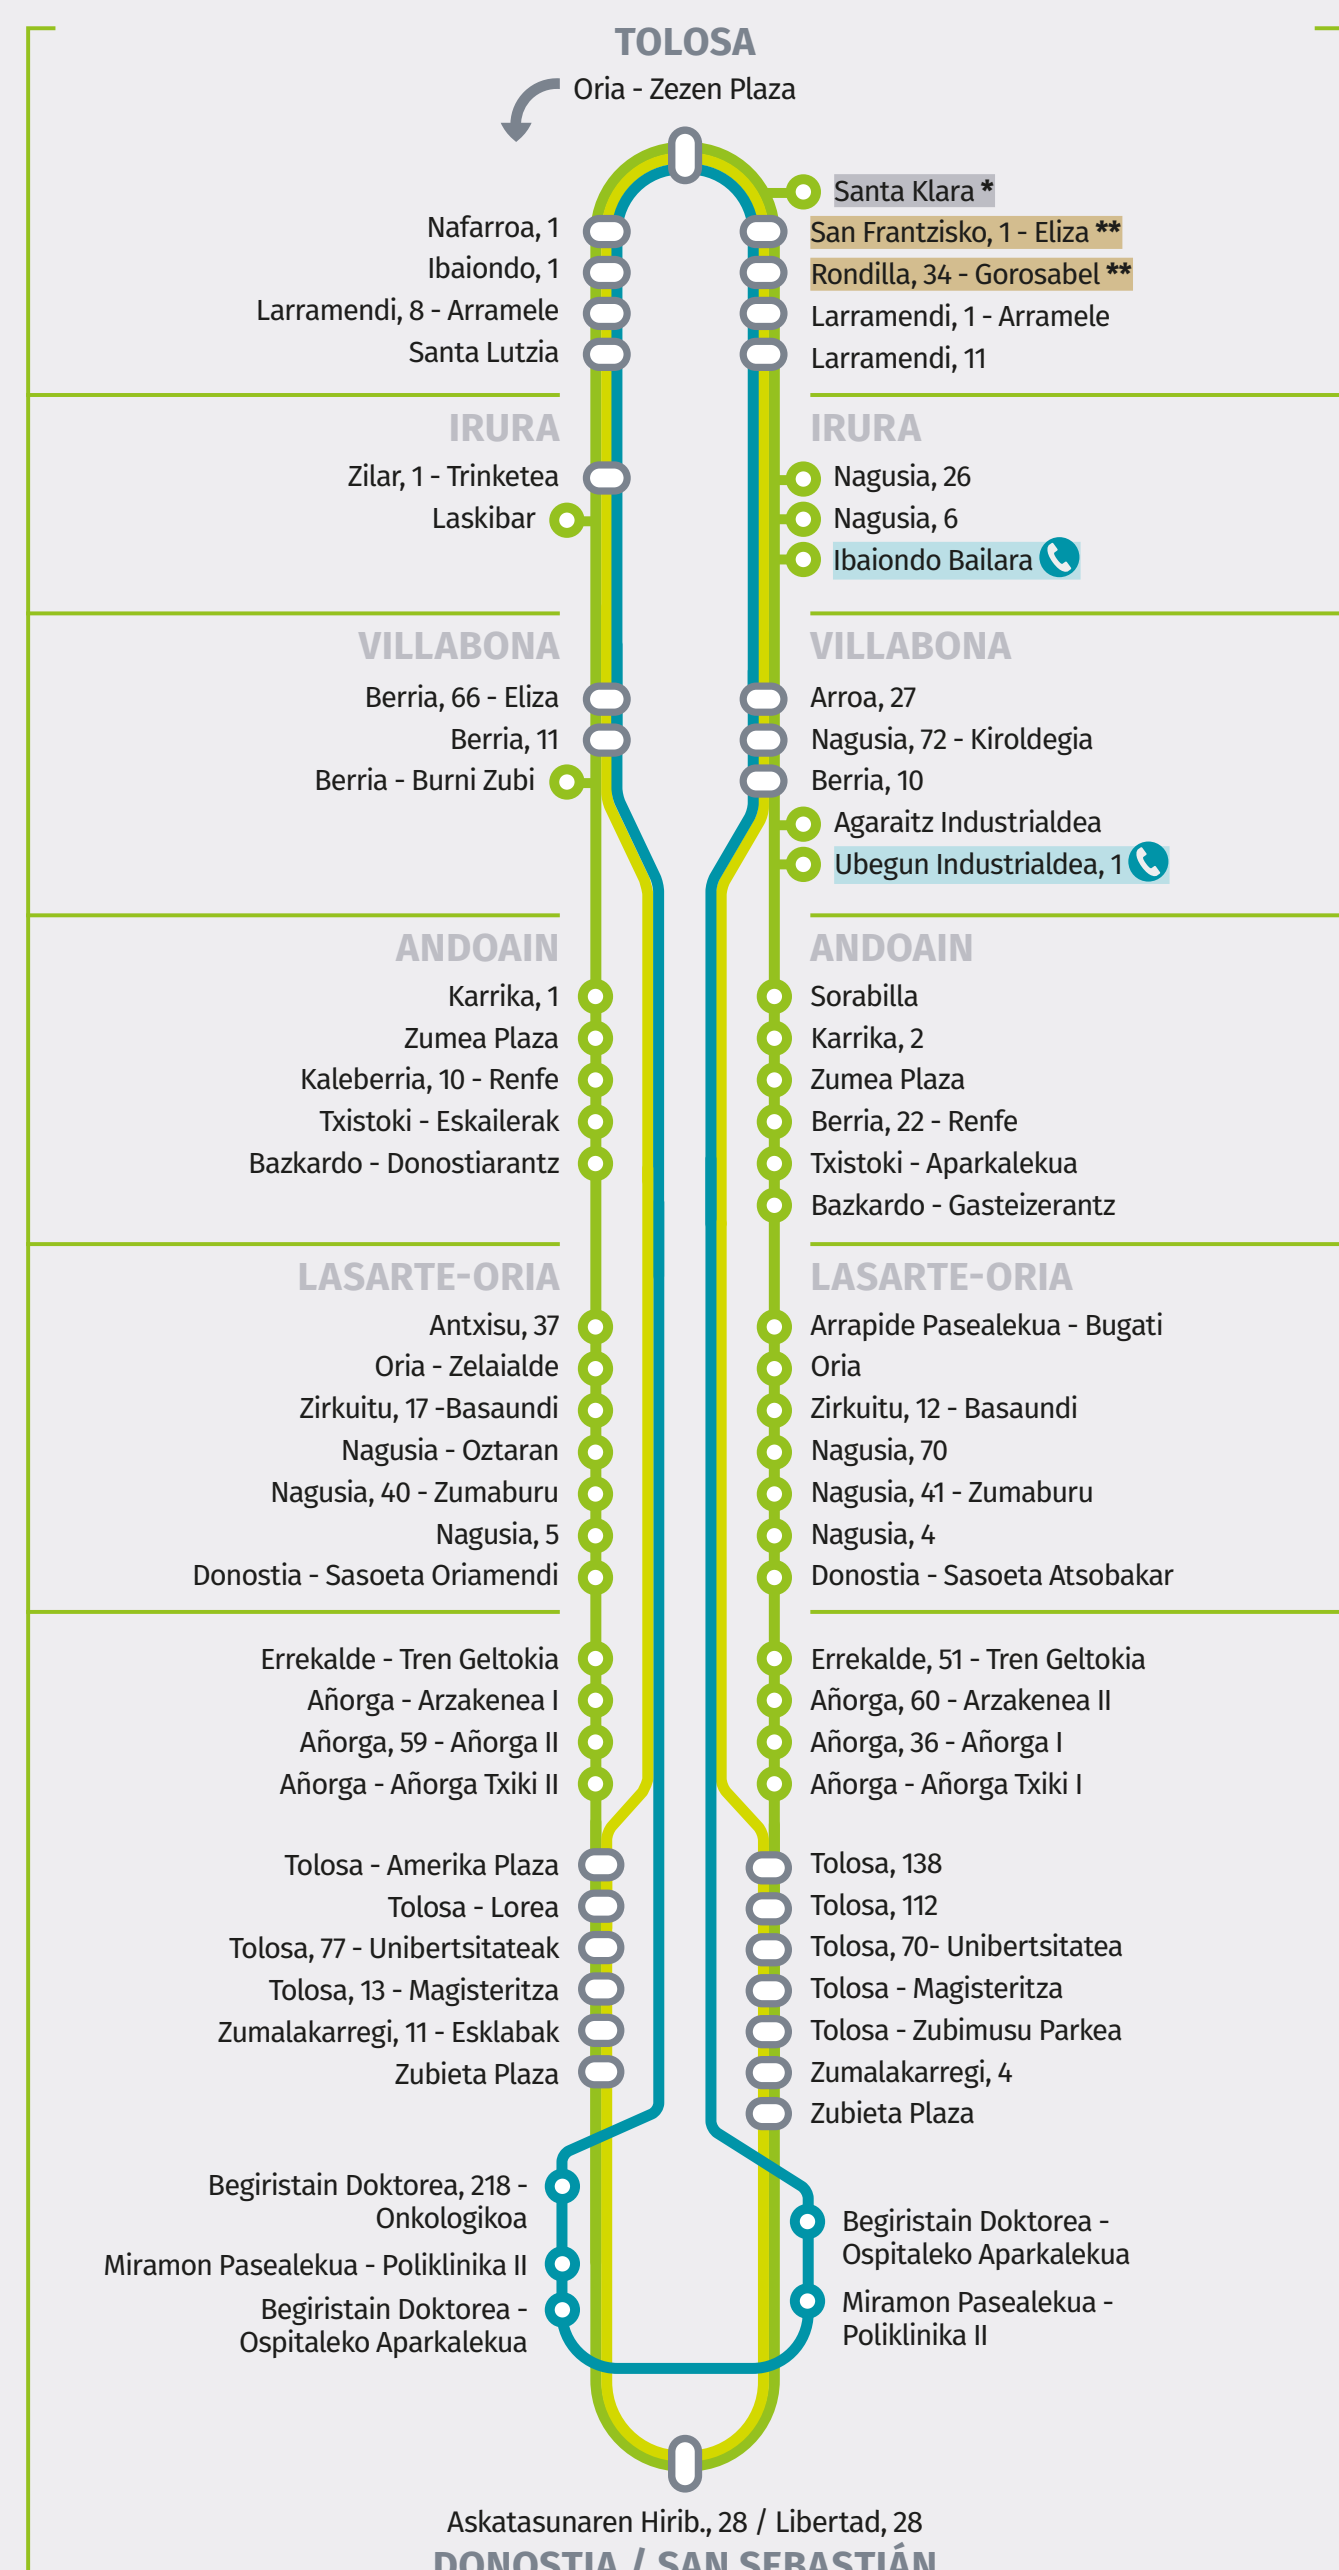 TOLOSA
Oria - Zezen Plaza
Nafarroa, 1
Ibaiondo, 1
Larramendi, 8 - Arramele
Santa Lutzia
Santa Klara *
San Frantzisko, 1 - Eliza **
Rondilla, 34 - Gorosabel **
Larramendi, 1 - Arramele
Larramendi, 11
IRURA
Zilar, 1 - Trinketea
Laskibar
IRURA
Nagusia, 26
Nagusia, 6
Ibaiondo Bailara
VILLABONA
Berria, 66 - Eliza
Berria, 11
Berria - Burni Zubi
VILLABONA
Arroa, 27
Nagusia, 72 - Kiroldegia
Berria, 10
Agaraitz Industrialdea
Ubegun Industrialdea, 1
ANDOAIN
Karrika, 1
Zumea Plaza
Kaleberria, 10 - Renfe
Txistoki - Eskailerak
Bazkardo - Donostiarantz
ANDOAIN
Sorabilla
Karrika, 2
Zumea Plaza
Berria, 22 - Renfe
Txistoki - Aparkalekua
Bazkardo - Gasteizerantz
LASARTE-ORIA
Antxisu, 37
Oria - Zelaialde
Zirkuitu, 17 -Basaundi
Nagusia - Oztaran
Nagusia, 40 - Zumaburu
Nagusia, 5
Donostia - Sasoeta Oriamendi
LASARTE-ORIA
Arrapide Pasealekua - Bugati
Oria
Zirkuitu, 12 - Basaundi
Nagusia, 70
Nagusia, 41 - Zumaburu
Nagusia, 4
Donostia - Sasoeta Atsobakar
Errekalde - Tren Geltokia
Añorga - Arzakenea I
Añorga, 59 - Añorga II
Añorga - Añorga Txiki II
Errekalde, 51 - Tren Geltokia
Añorga, 60 - Arzakenea II
Añorga, 36 - Añorga I
Añorga - Añorga Txiki I
Tolosa - Amerika Plaza
Tolosa - Lorea
Tolosa, 77 - Unibertsitateak
Tolosa, 13 - Magisteritza
Zumalakarregi, 11 - Esklabak
Zubieta Plaza
Tolosa, 138
Tolosa, 112
Tolosa, 70- Unibertsitatea
Tolosa - Magisteritza
Tolosa - Zubimusu Parkea
Zumalakarregi, 4
Zubieta Plaza
Begiristain Doktorea, 218 -
Onkologikoa
Miramon Pasealekua - Poliklinika II
Begiristain Doktorea -
Ospitaleko Aparkalekua
Begiristain Doktorea -
Ospitaleko Aparkalekua
Miramon Pasealekua -
Poliklinika II
Askatasunaren Hirib., 28 / Libertad, 28
DONOSTIA / SAN SEBASTIÁN